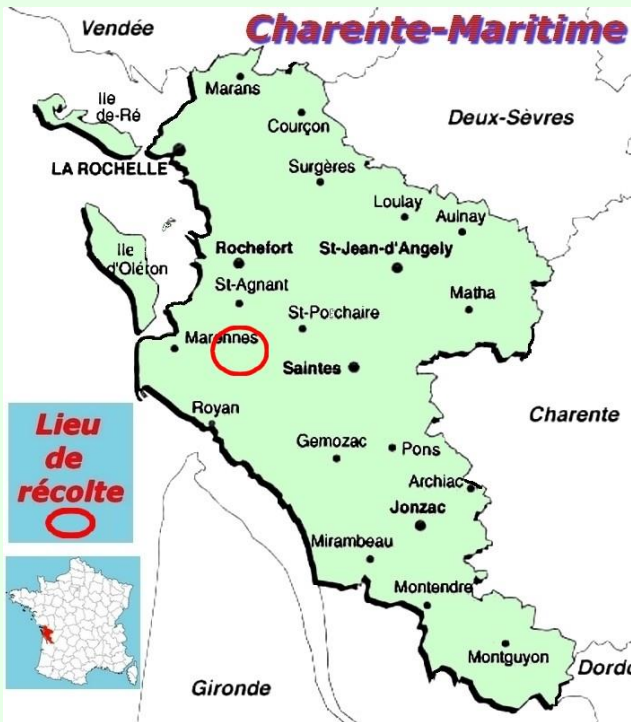 Charente-Maritime
Vendée
Marans
Ile
de-Ré
Courçon
Deux-Sèvres
LA ROCHELLE
Surgères
Loulay
Aulnay
Ile
d'Oléron
Rochefort
St-Jean-d'Angely
St-Agnant
Matha
St-Porchaire
Marennes
Saintes
Royan
Charente
Lieu
de
récolte
Gemozac
Pons
Archiac
Jonzac
Mirambeau
Montendre
Montguyon
Gironde
Dordo